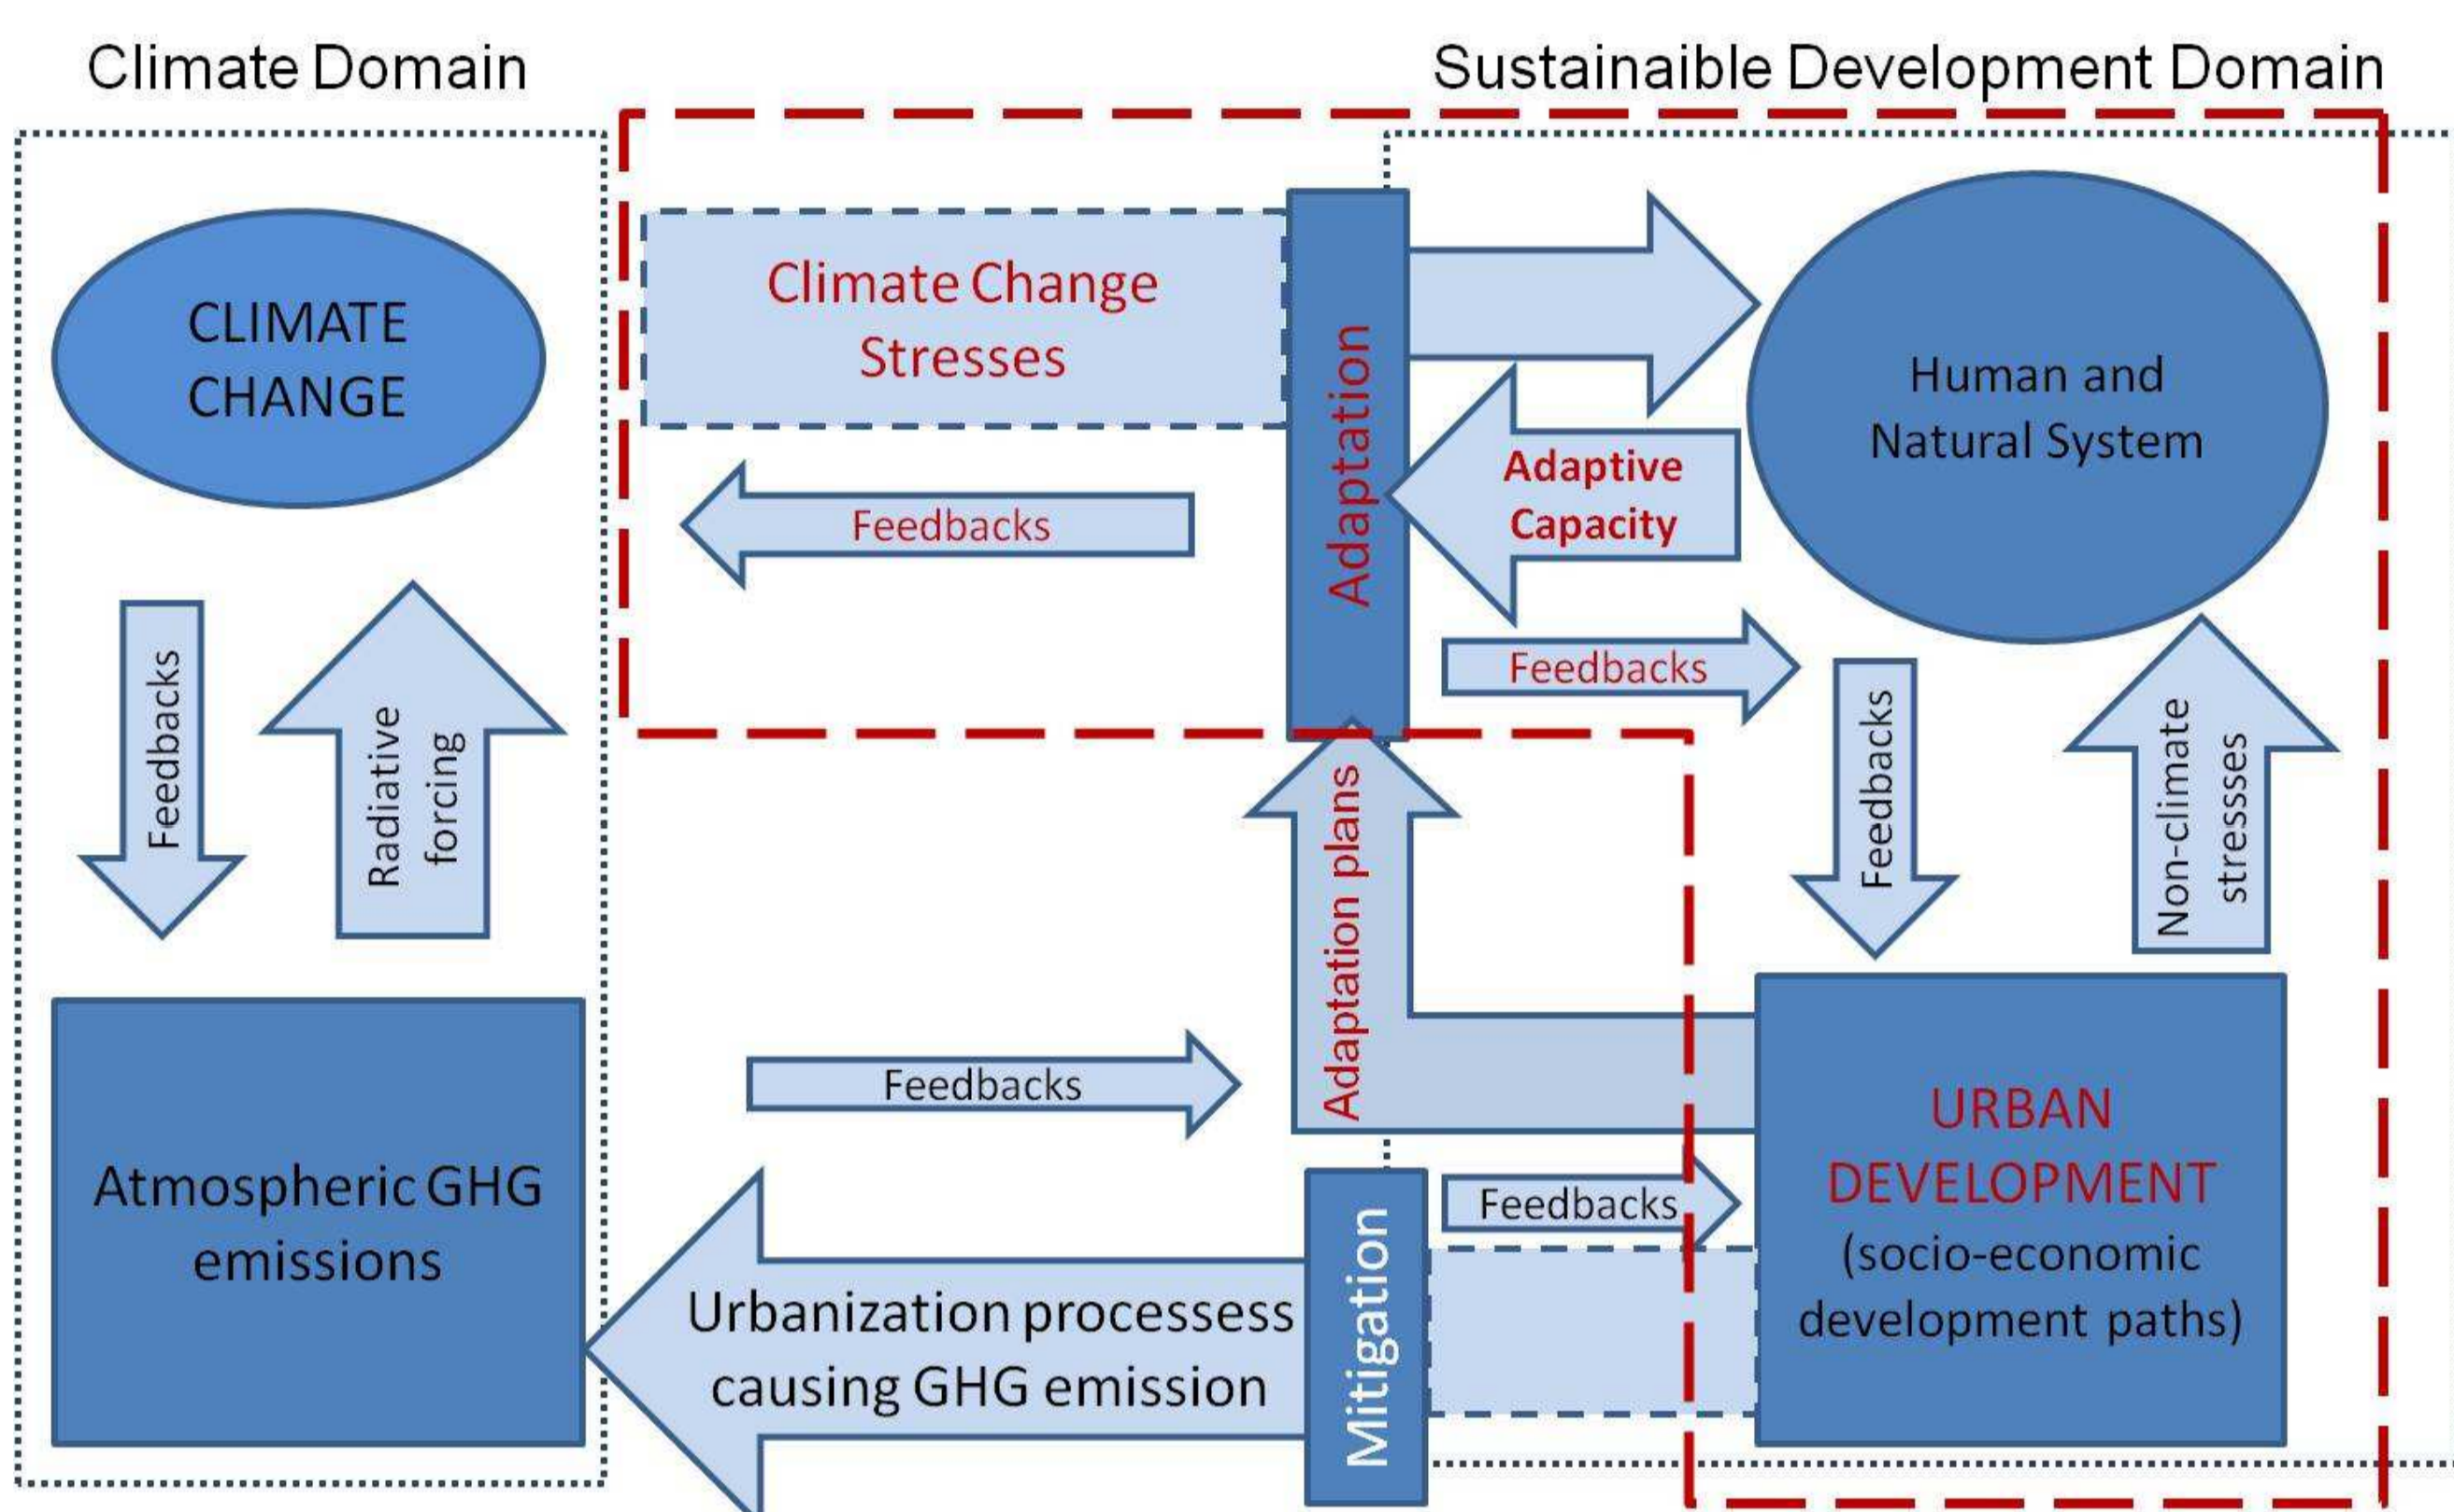 Climate Domain
Sustainaible Development Domain
CLIMATE
CHANGE
Climate Change
Stresses
Adaptation
Human and
Natural System
Adaptive
Capacity
Feedbacks
Feedbacks
Feedbacks
Radiative
forcing
Feedbacks
Non-climate
stressses
Adaptation plans
Atmospheric GHG
emissions
Feedbacks
Feedbacks
Urbanization processess
causing GHG emission
Mitigation
URBAN
DEVELOPMENT
(socio-economic
development paths)